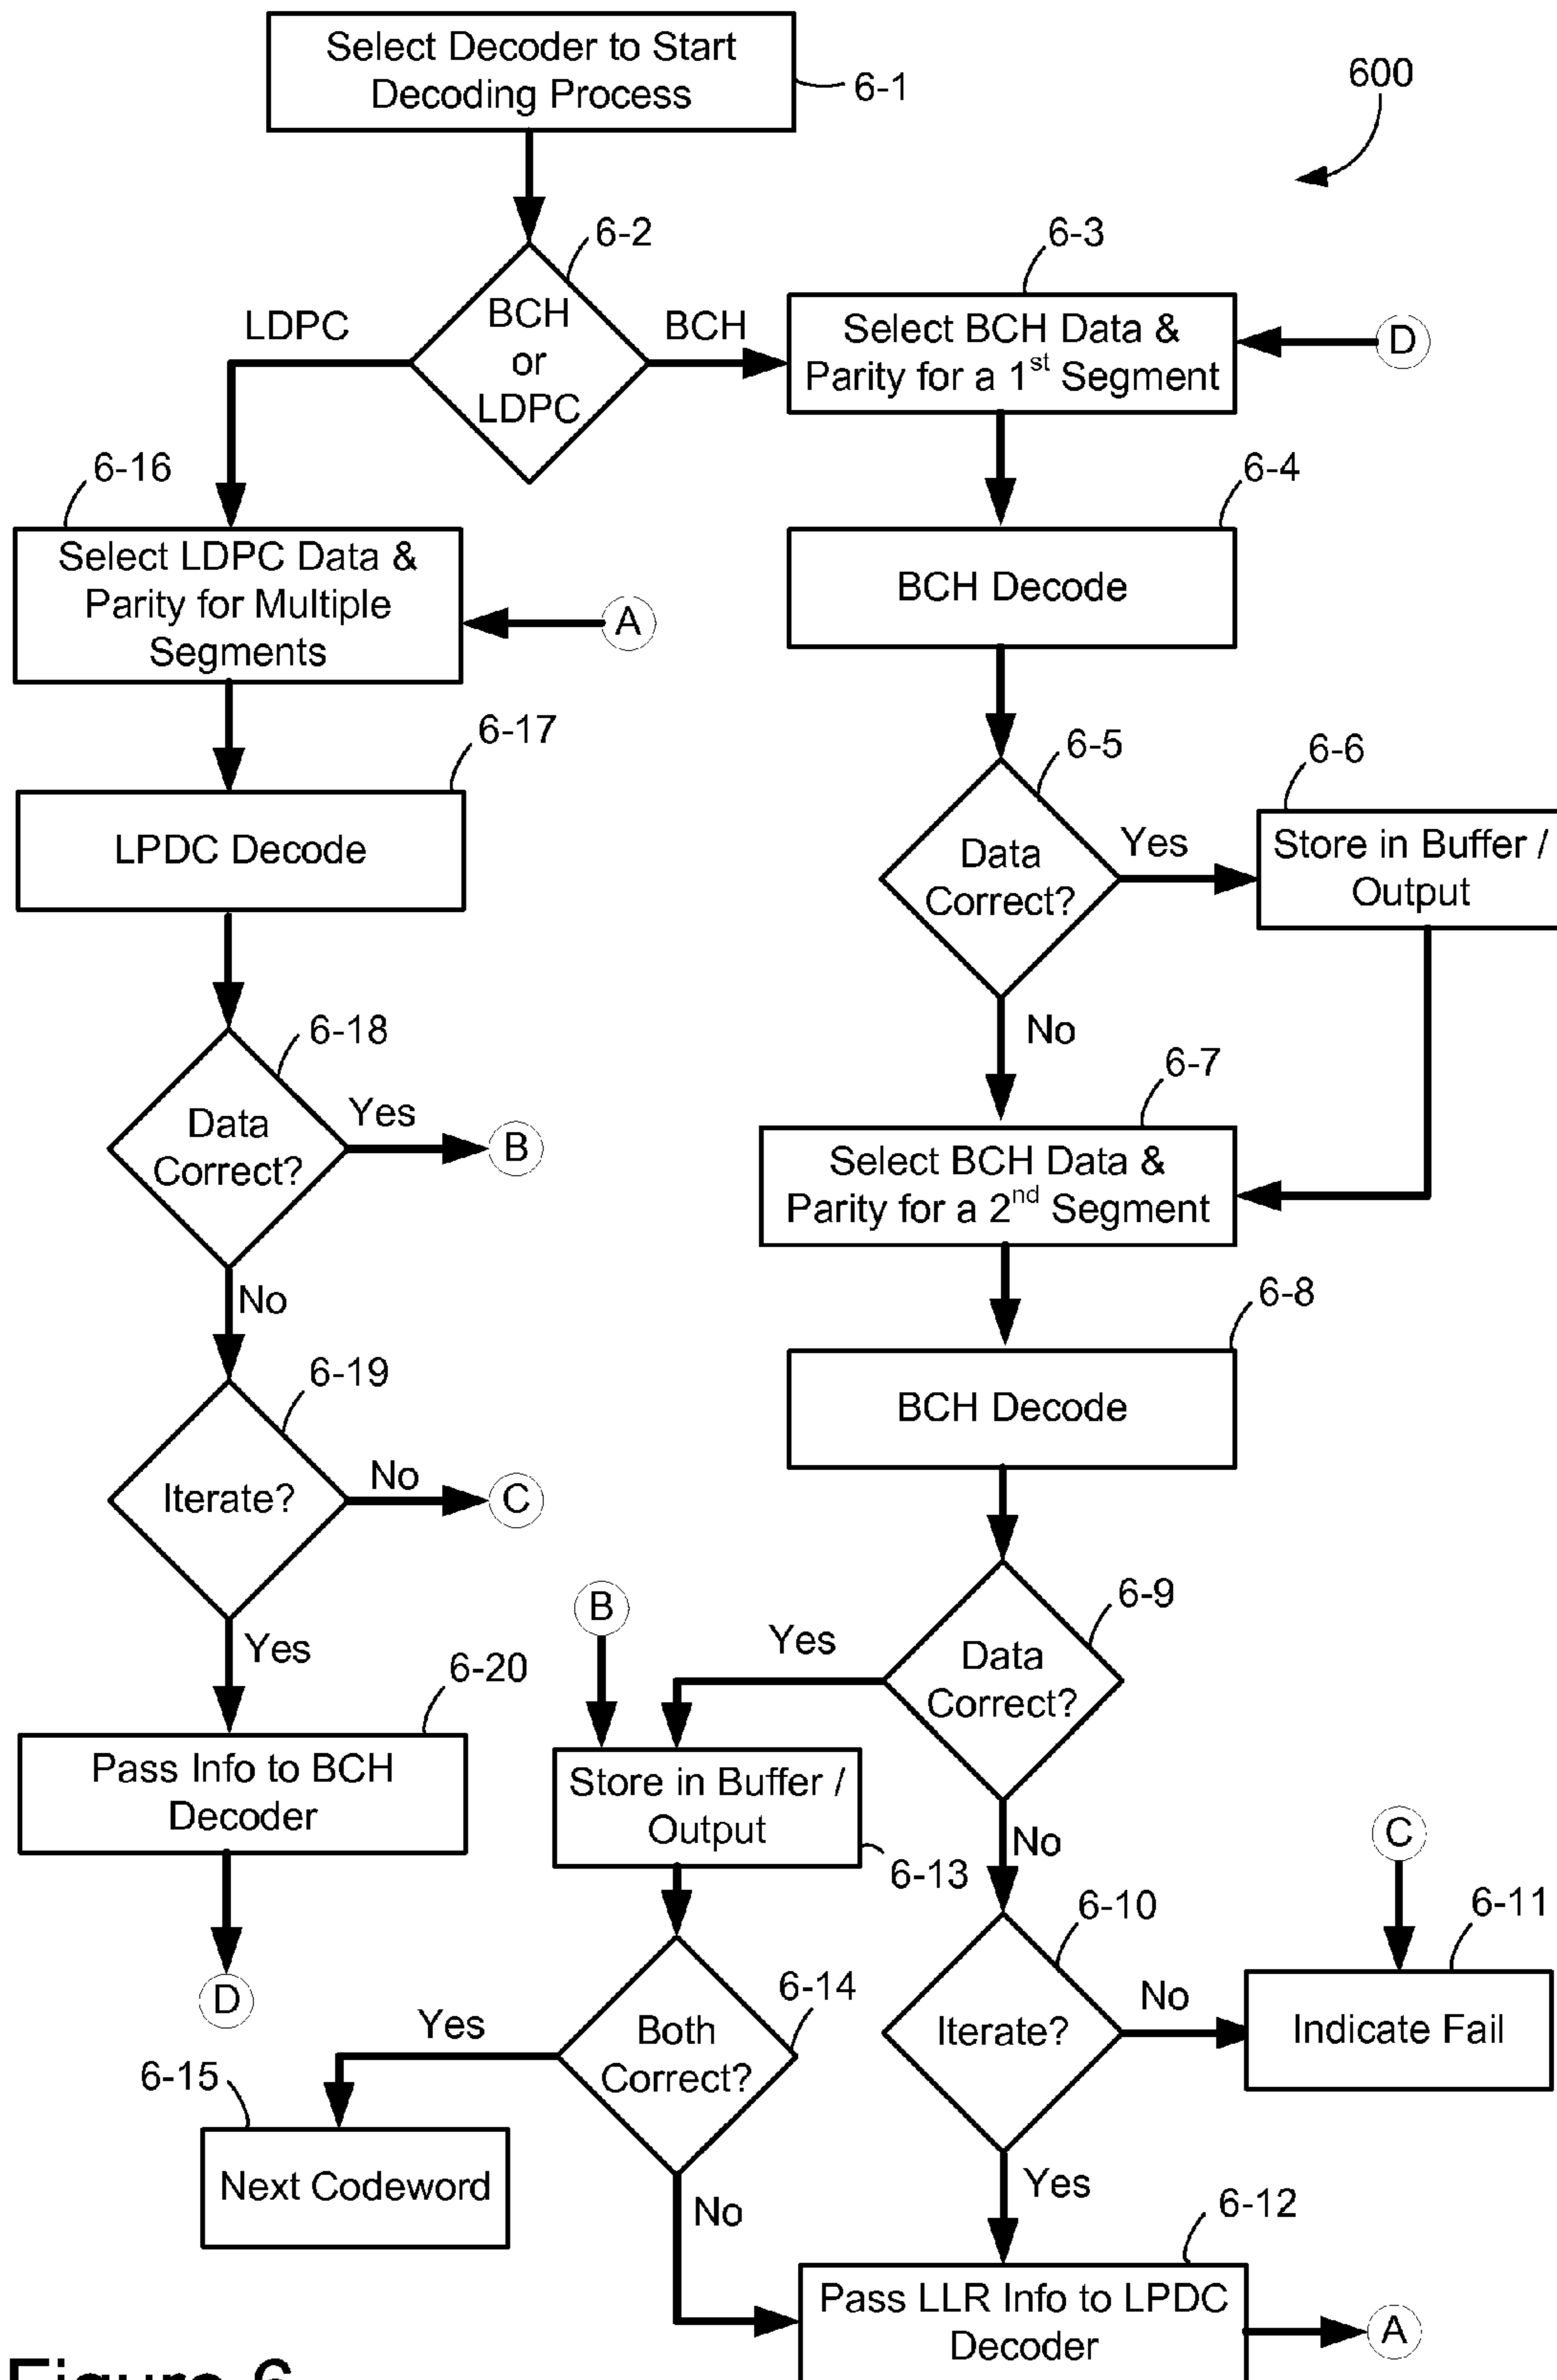 Select Decoder to Start
Decoding Process
6-1
600
6-2
BCH
or
LDPC
LDPC
BCH
6-3
Select BCH Data &
Parity for a 1st Segment
D
6-16
Select LDPC Data &
Parity for Multiple
Segments
A
6-4
BCH Decode
6-17
LPDC Decode
6-5
Data
Correct?
Yes
6-6
Store in Buffer /
Output
No
6-18
Data
Correct?
Yes
B
No
6-7
Select BCH Data &
Parity for a 2nd Segment
6-8
BCH Decode
6-19
Iterate?
No
C
Yes
6-20
Pass Info to BCH
Decoder
D
B
6-9
Data
Correct?
Yes
Store in Buffer /
Output
6-13
No
6-10
Iterate?
No
C
6-11
Indicate Fail
6-14
Both
Correct?
Yes
6-15
Next Codeword
No
Yes
6-12
Pass LLR Info to LPDC
Decoder
A
Figure 6